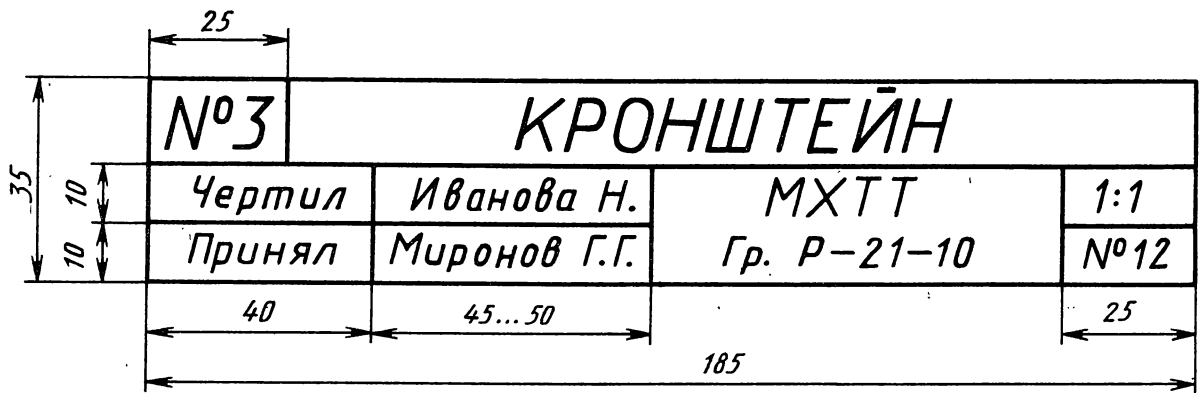 25
№3 КРОНШТЕЙН
35
10 Чертил Иванова Н. МХТТ 1:1
10 Принял Миронов Г.Г. Гр. Р-21-10 №12
40 45...50 25
185